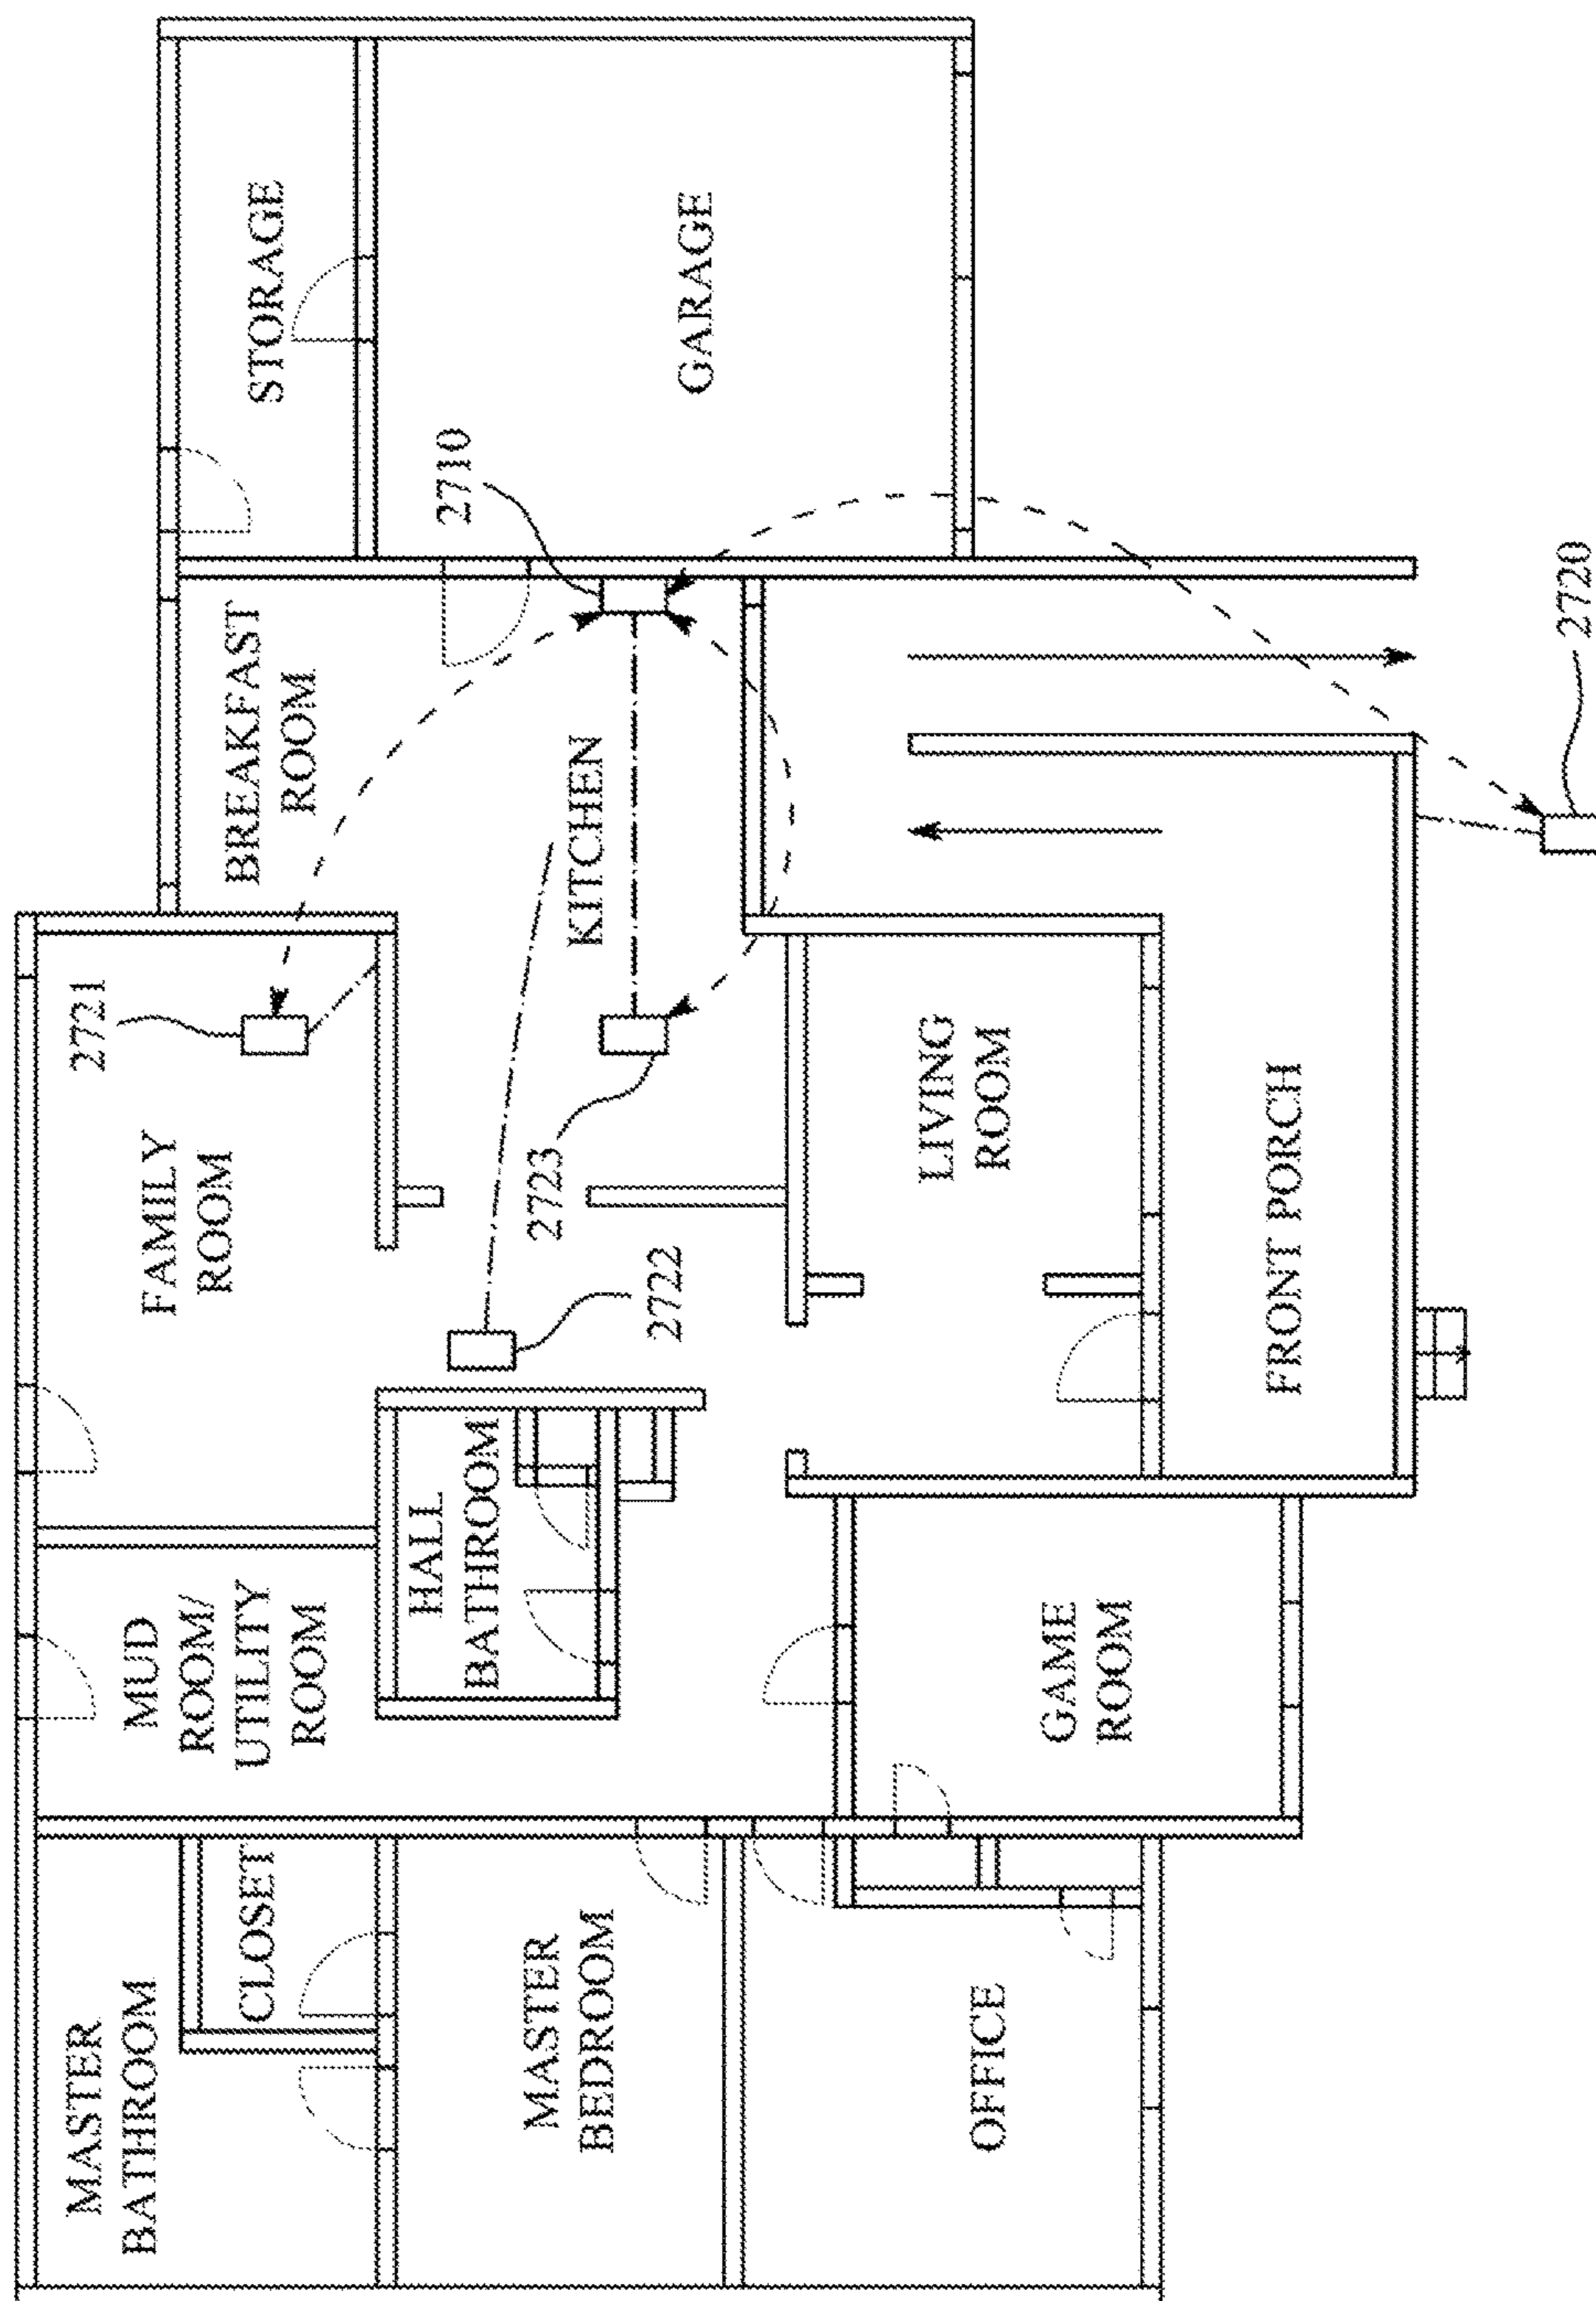 MASTER
BATHROOM
CLOSET
MUD
ROOM/
UTILITY
ROOM
FAMILY
ROOM
2721
BREAKFAST
ROOM
STORAGE
MASTER
BEDROOM
HALL
BATHROOM
2722
2723
KITCHEN
2710
GARAGE
OFFICE
GAME
ROOM
LIVING
ROOM
FRONT PORCH
2720